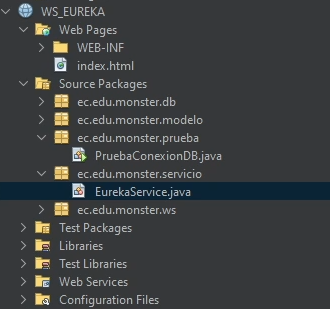 WS_EUREKA
Web Pages
WEB-INF
index.html
Source Packages
ec.edu.monster.db
ec.edu.monster.modelo
ec.edu.monster.prueba
PruebaConexionDB.java
ec.edu.monster.servicio
EurekaService.java
ec.edu.monster.ws
Test Packages
Libraries
Test Libraries
Web Services
Configuration Files